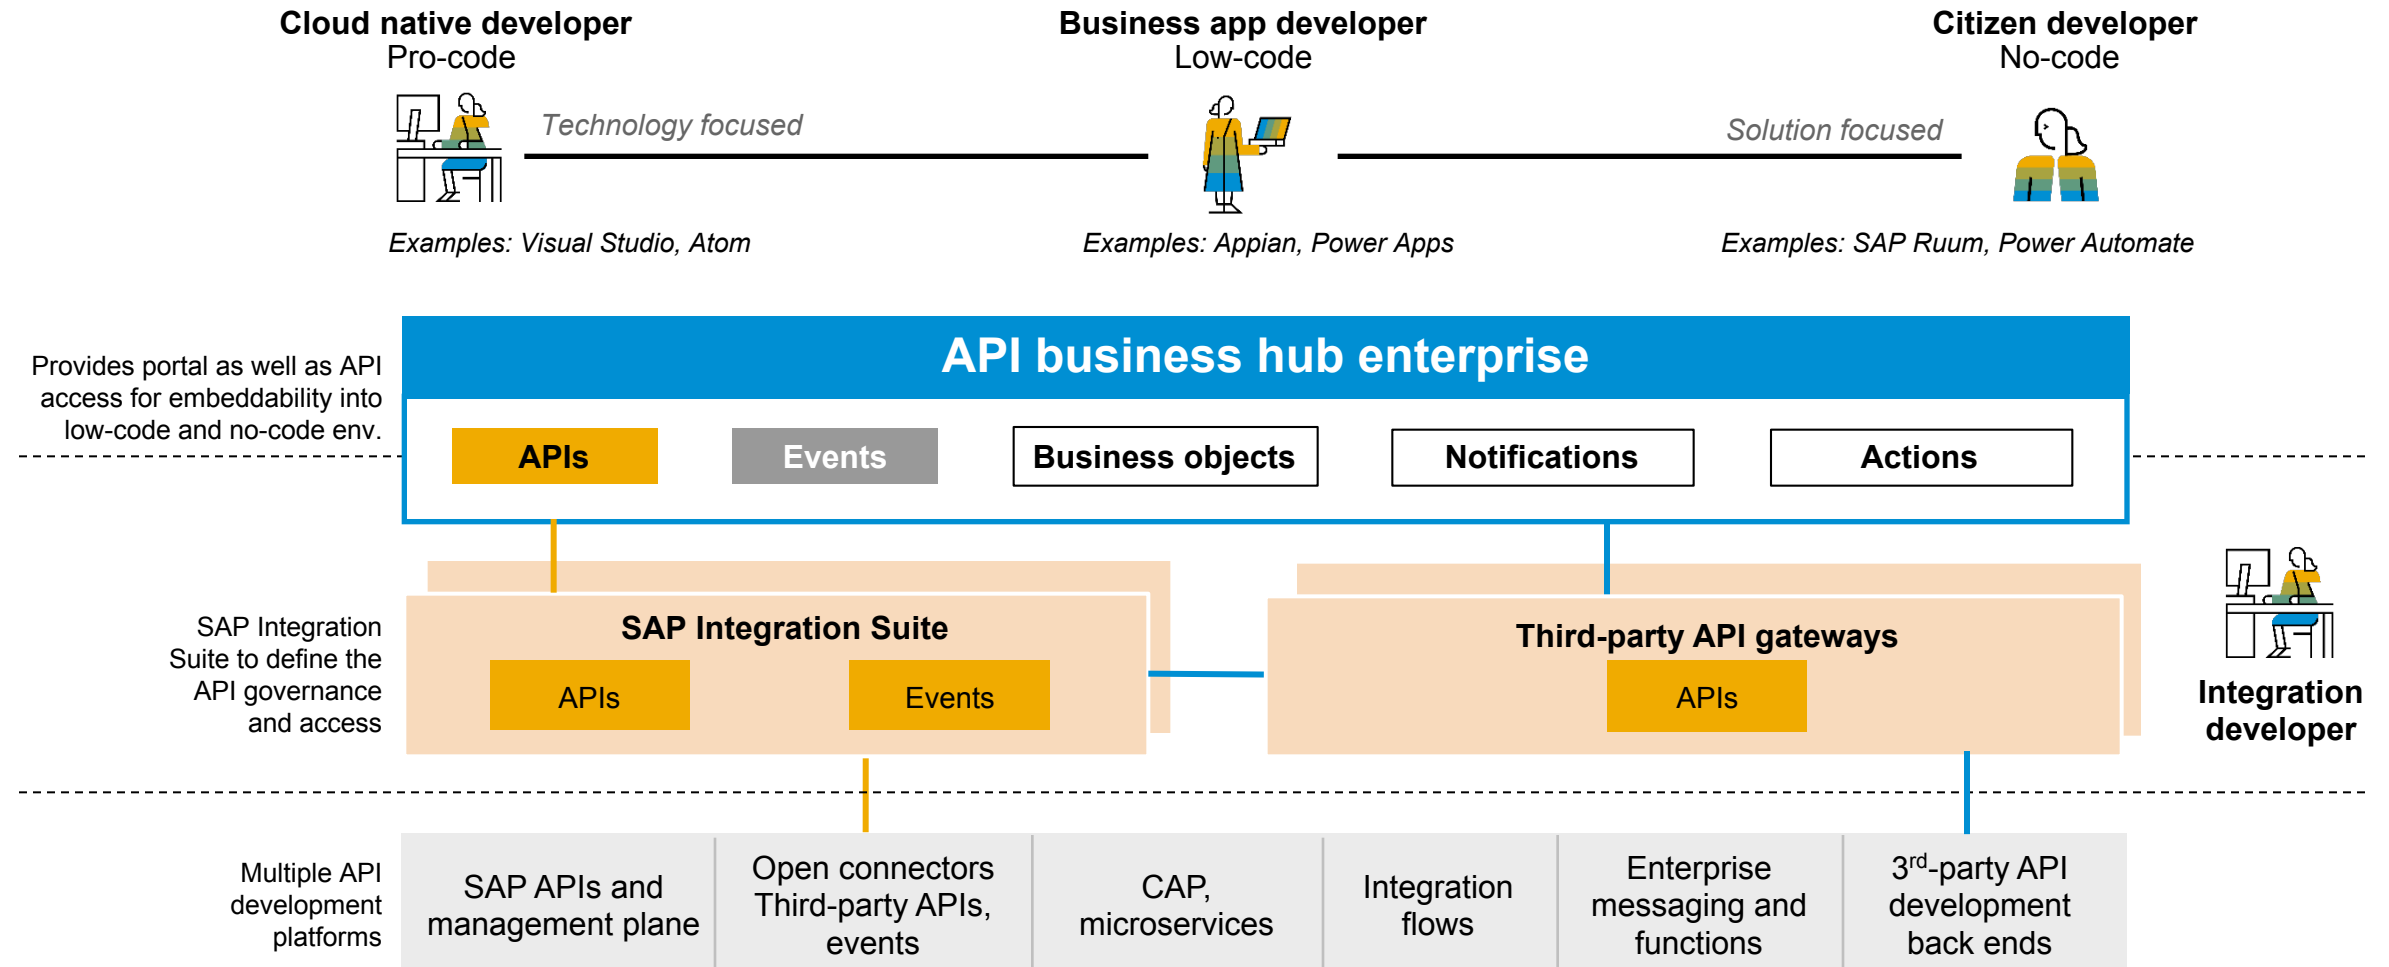 Cloud native developer
Pro-code
Business app developer
Low-code
Citizen developer
No-code
Technology focused
Solution focused
Examples: Visual Studio, Atom
Examples: Appian, Power Apps
Examples: SAP Ruum, Power Automate
Provides portal as well as API
access for embeddability into
low-code and no-code env.
API business hub enterprise
APIs
Events
Business objects
Notifications
Actions
SAP Integration
Suite to define the
API governance
and access
SAP Integration Suite
APIs
Events
Third-party API gateways
APIs
Integration
developer
Multiple API
development
platforms
SAP APIs and
management plane
Open connectors
Third-party APIs,
events
CAP,
microservices
Integration
flows
Enterprise
messaging and
functions
3rd-party API
development
back ends